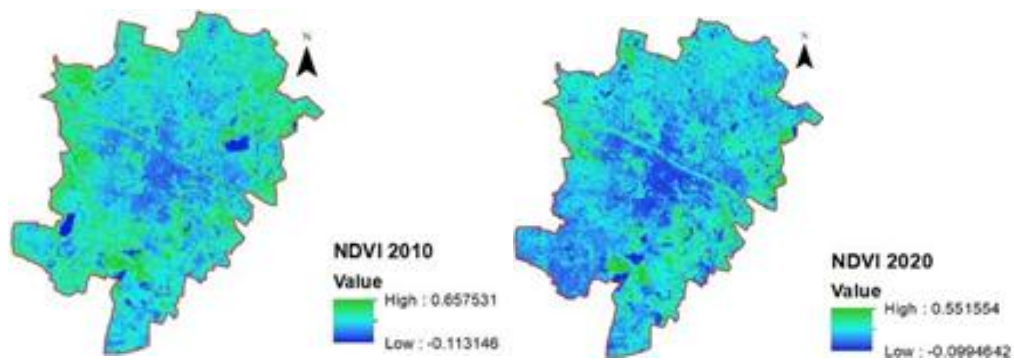 N
NDVI 2010
Value
High : 0.657531
Low : -0.113146
N
NDVI 2020
Value
High : 0.551554
Low : -0.0994642